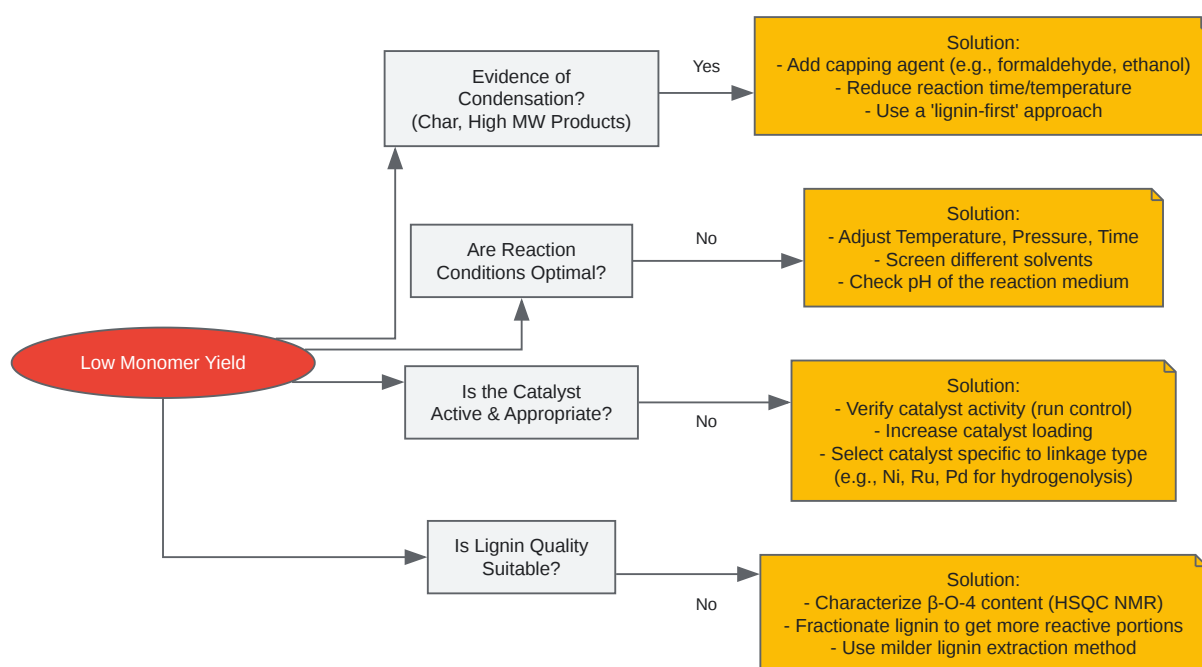 Low Monomer Yield
Evidence of
Condensation?
(Char, High MW Products)
Yes
Solution:
- Add capping agent (e.g., formaldehyde, ethanol)
- Reduce reaction time/temperature
- Use a 'lignin-first' approach
Are Reaction
Conditions Optimal?
No
Solution:
- Adjust Temperature, Pressure, Time
- Screen different solvents
- Check pH of the reaction medium
Is the Catalyst
Active & Appropriate?
No
Solution:
- Verify catalyst activity (run control)
- Increase catalyst loading
- Select catalyst specific to linkage type
(e.g., Ni, Ru, Pd for hydrogenolysis)
Is Lignin Quality
Suitable?
No
Solution:
- Characterize β-O-4 content (HSQC NMR)
- Fractionate lignin to get more reactive portions
- Use milder lignin extraction method